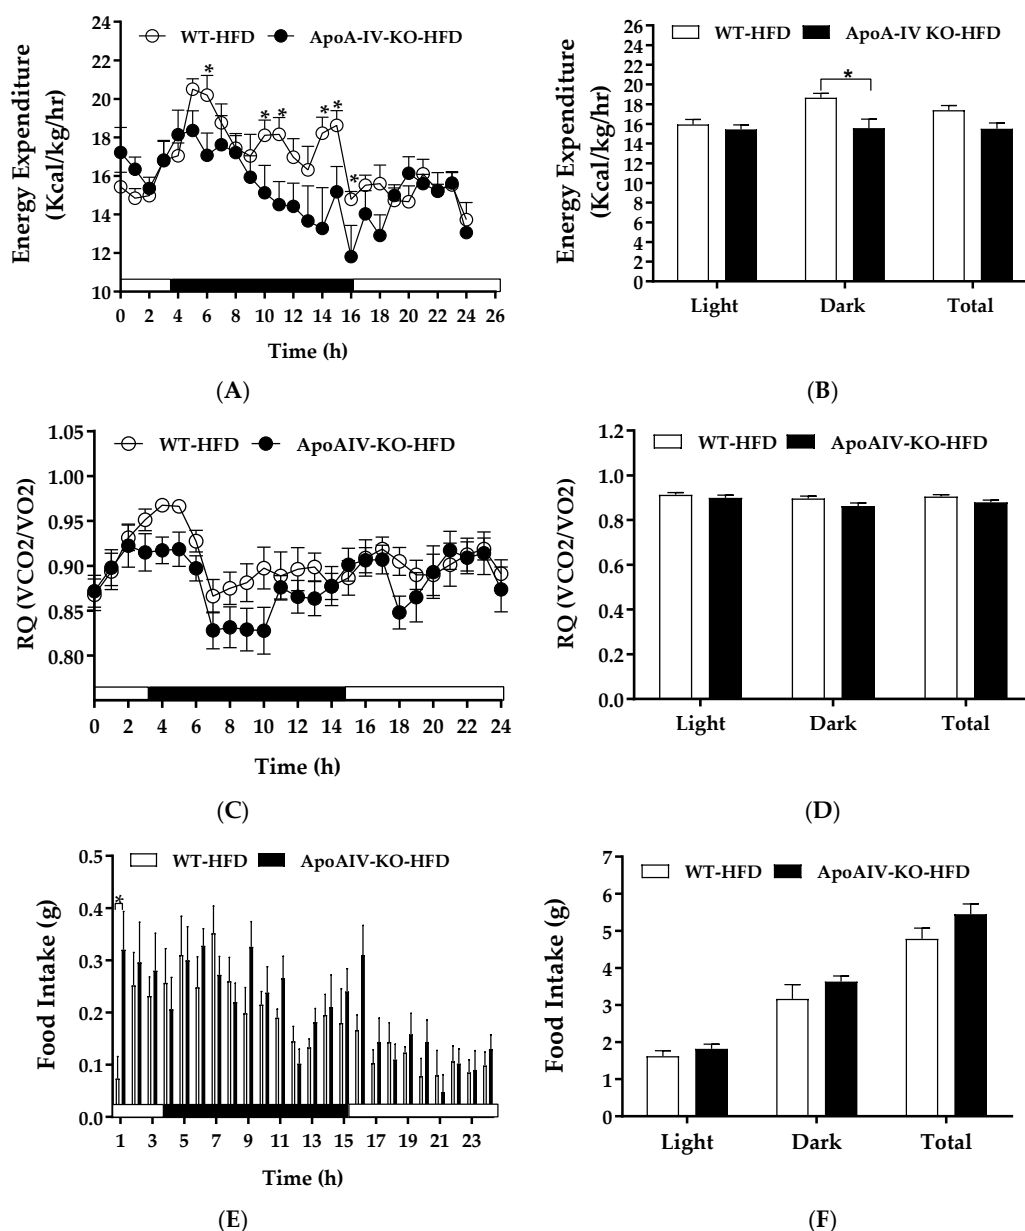 WT-HFD ApoA-IV-KO-HFD
Energy Expenditure
(Kcal/kg/hr)
24
22
20
18
16
14
12
10
* * * * * *
0 2 4 6 8 10 12 14 16 18 20 22 24 26
Time (h)
(A)
WT-HFD ApoA-IV KO-HFD
Energy Expenditure
(Kcal/kg/hr)
26
24
22
20
18
16
14
12
10
8
6
4
2
0
*
Light Dark Total
(B)
WT-HFD ApoAIV-KO-HFD
RQ (VCO2/VO2)
1.05
1.00
0.95
0.90
0.85
0.80
0 2 4 6 8 10 12 14 16 18 20 22 24
Time (h)
(C)
WT-HFD ApoAIV-KO-HFD
RQ (VCO2/VO2)
1.2
1.0
0.8
0.6
0.4
0.2
0.0
Light Dark Total
(D)
WT-HFD ApoAIV-KO-HFD
Food Intake (g)
0.5
0.4
0.3
0.2
0.1
0.0
*
1 3 5 7 9 11 13 15 17 19 21 23
Time (h)
(E)
WT-HFD ApoAIV-KO-HFD
Food Intake (g)
7
6
5
4
3
2
1
0
Light Dark Total
(F)